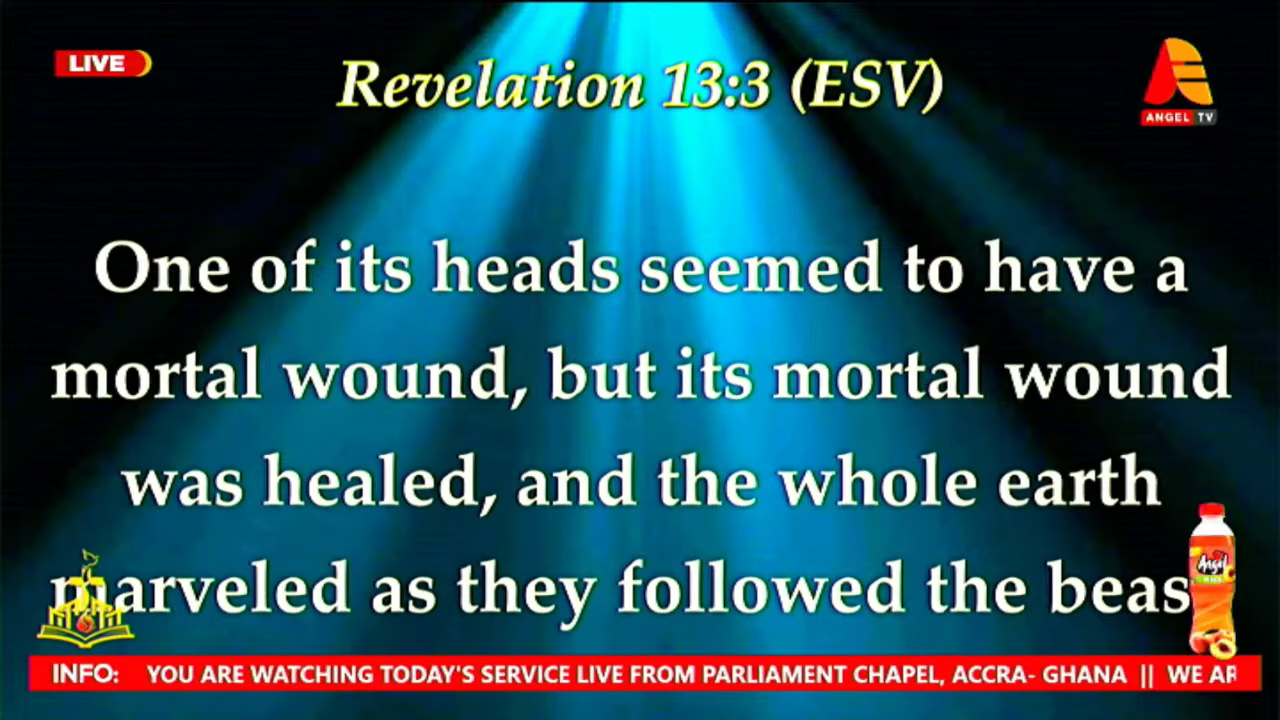 LIVE
Revelation 13:3 (ESV)
ANGEL TV
One of its heads seemed to have a
mortal wound, but its mortal wound
was healed, and the whole earth
marveled as they followed the beas
Angel
INFO: YOU ARE WATCHING TODAY'S SERVICE LIVE FROM PARLIAMENT CHAPEL, ACCRA- GHANA || WE AR